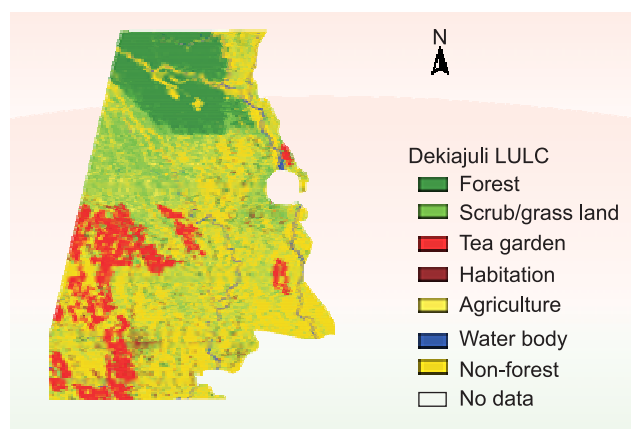 N
Dekiajuli LULC
Forest
Scrub/grass land
Tea garden
Habitation
Agriculture
Water body
Non-forest
No data